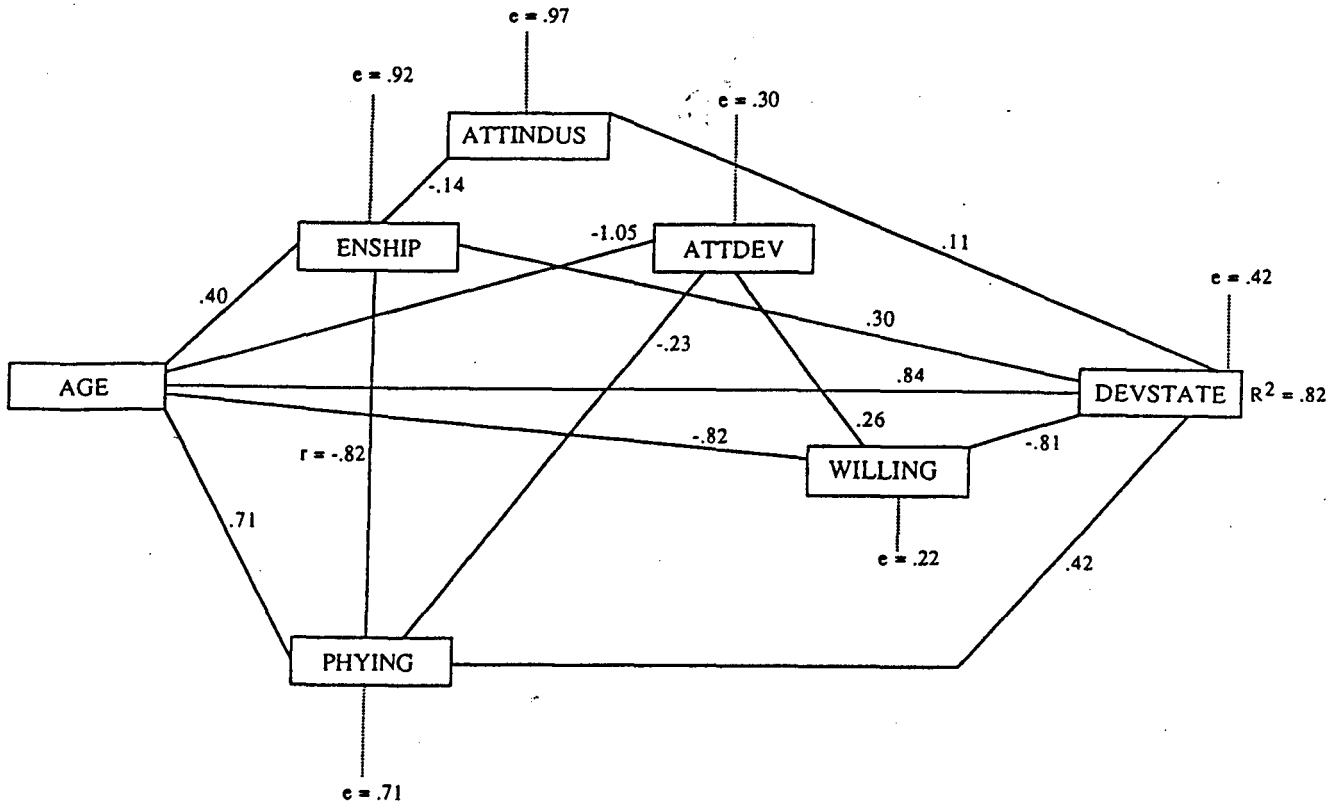 e = .97
e = .92
e = .30
ATTINDUS
-.14
-1.05
ENSHIP
ATTDEV
.11
e = .42
.40
.30
-.23
AGE
.84
DEVSTATE
R² = .82
-.82
.26
r = -.82
WILLING
-.81
.71
e = .22
.42
PHYING
e = .71